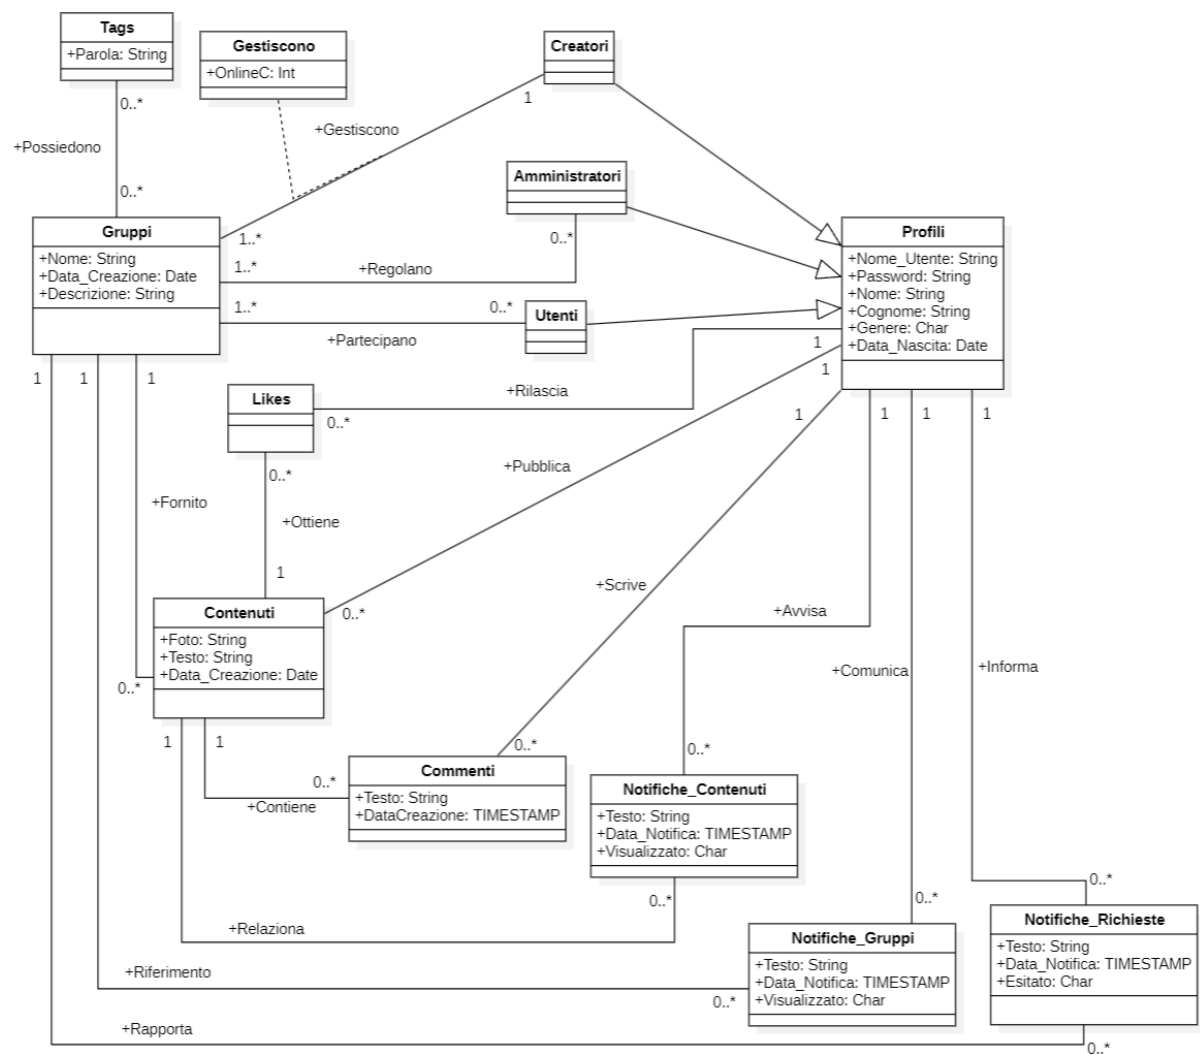 Tags
+Parola: String
0..*
+Possiedono
0..*
Gestiscono
+OnlineC: Int
+Gestiscono
Creatori
1
1..*
Amministratori
0..*
1..*
+Regolano
Gruppi
+Nome: String
+Data_Creazione: Date
+Descrizione: String
1..*
0..*
+Partecipano
Utenti
Profili
+Nome_Utente: String
+Password: String
+Nome: String
+Cognome: String
+Genere: Char
+Data_Nascita: Date
1
1
1
1
1
1
1
1
1
Likes
0..*
+Rilascia
0..*
+Ottiene
1
+Pubblica
0..*
+Fornito
0..*
+Scrive
0..*
+Avvisa
0..*
+Comunica
0..*
+Informa
0..*
Contenuti
+Foto: String
+Testo: String
+Data_Creazione: Date
1
1
0..*
+Contiene
Commenti
+Testo: String
+DataCreazione: TIMESTAMP
Notifiche_Contenuti
+Testo: String
+Data_Notifica: TIMESTAMP
+Visualizzato: Char
0..*
+Relaziona
Notifiche_Gruppi
+Testo: String
+Data_Notifica: TIMESTAMP
+Visualizzato: Char
+Riferimento
0..*
Notifiche_Richieste
+Testo: String
+Data_Notifica: TIMESTAMP
+Esitato: Char
+Rapporta
0..*